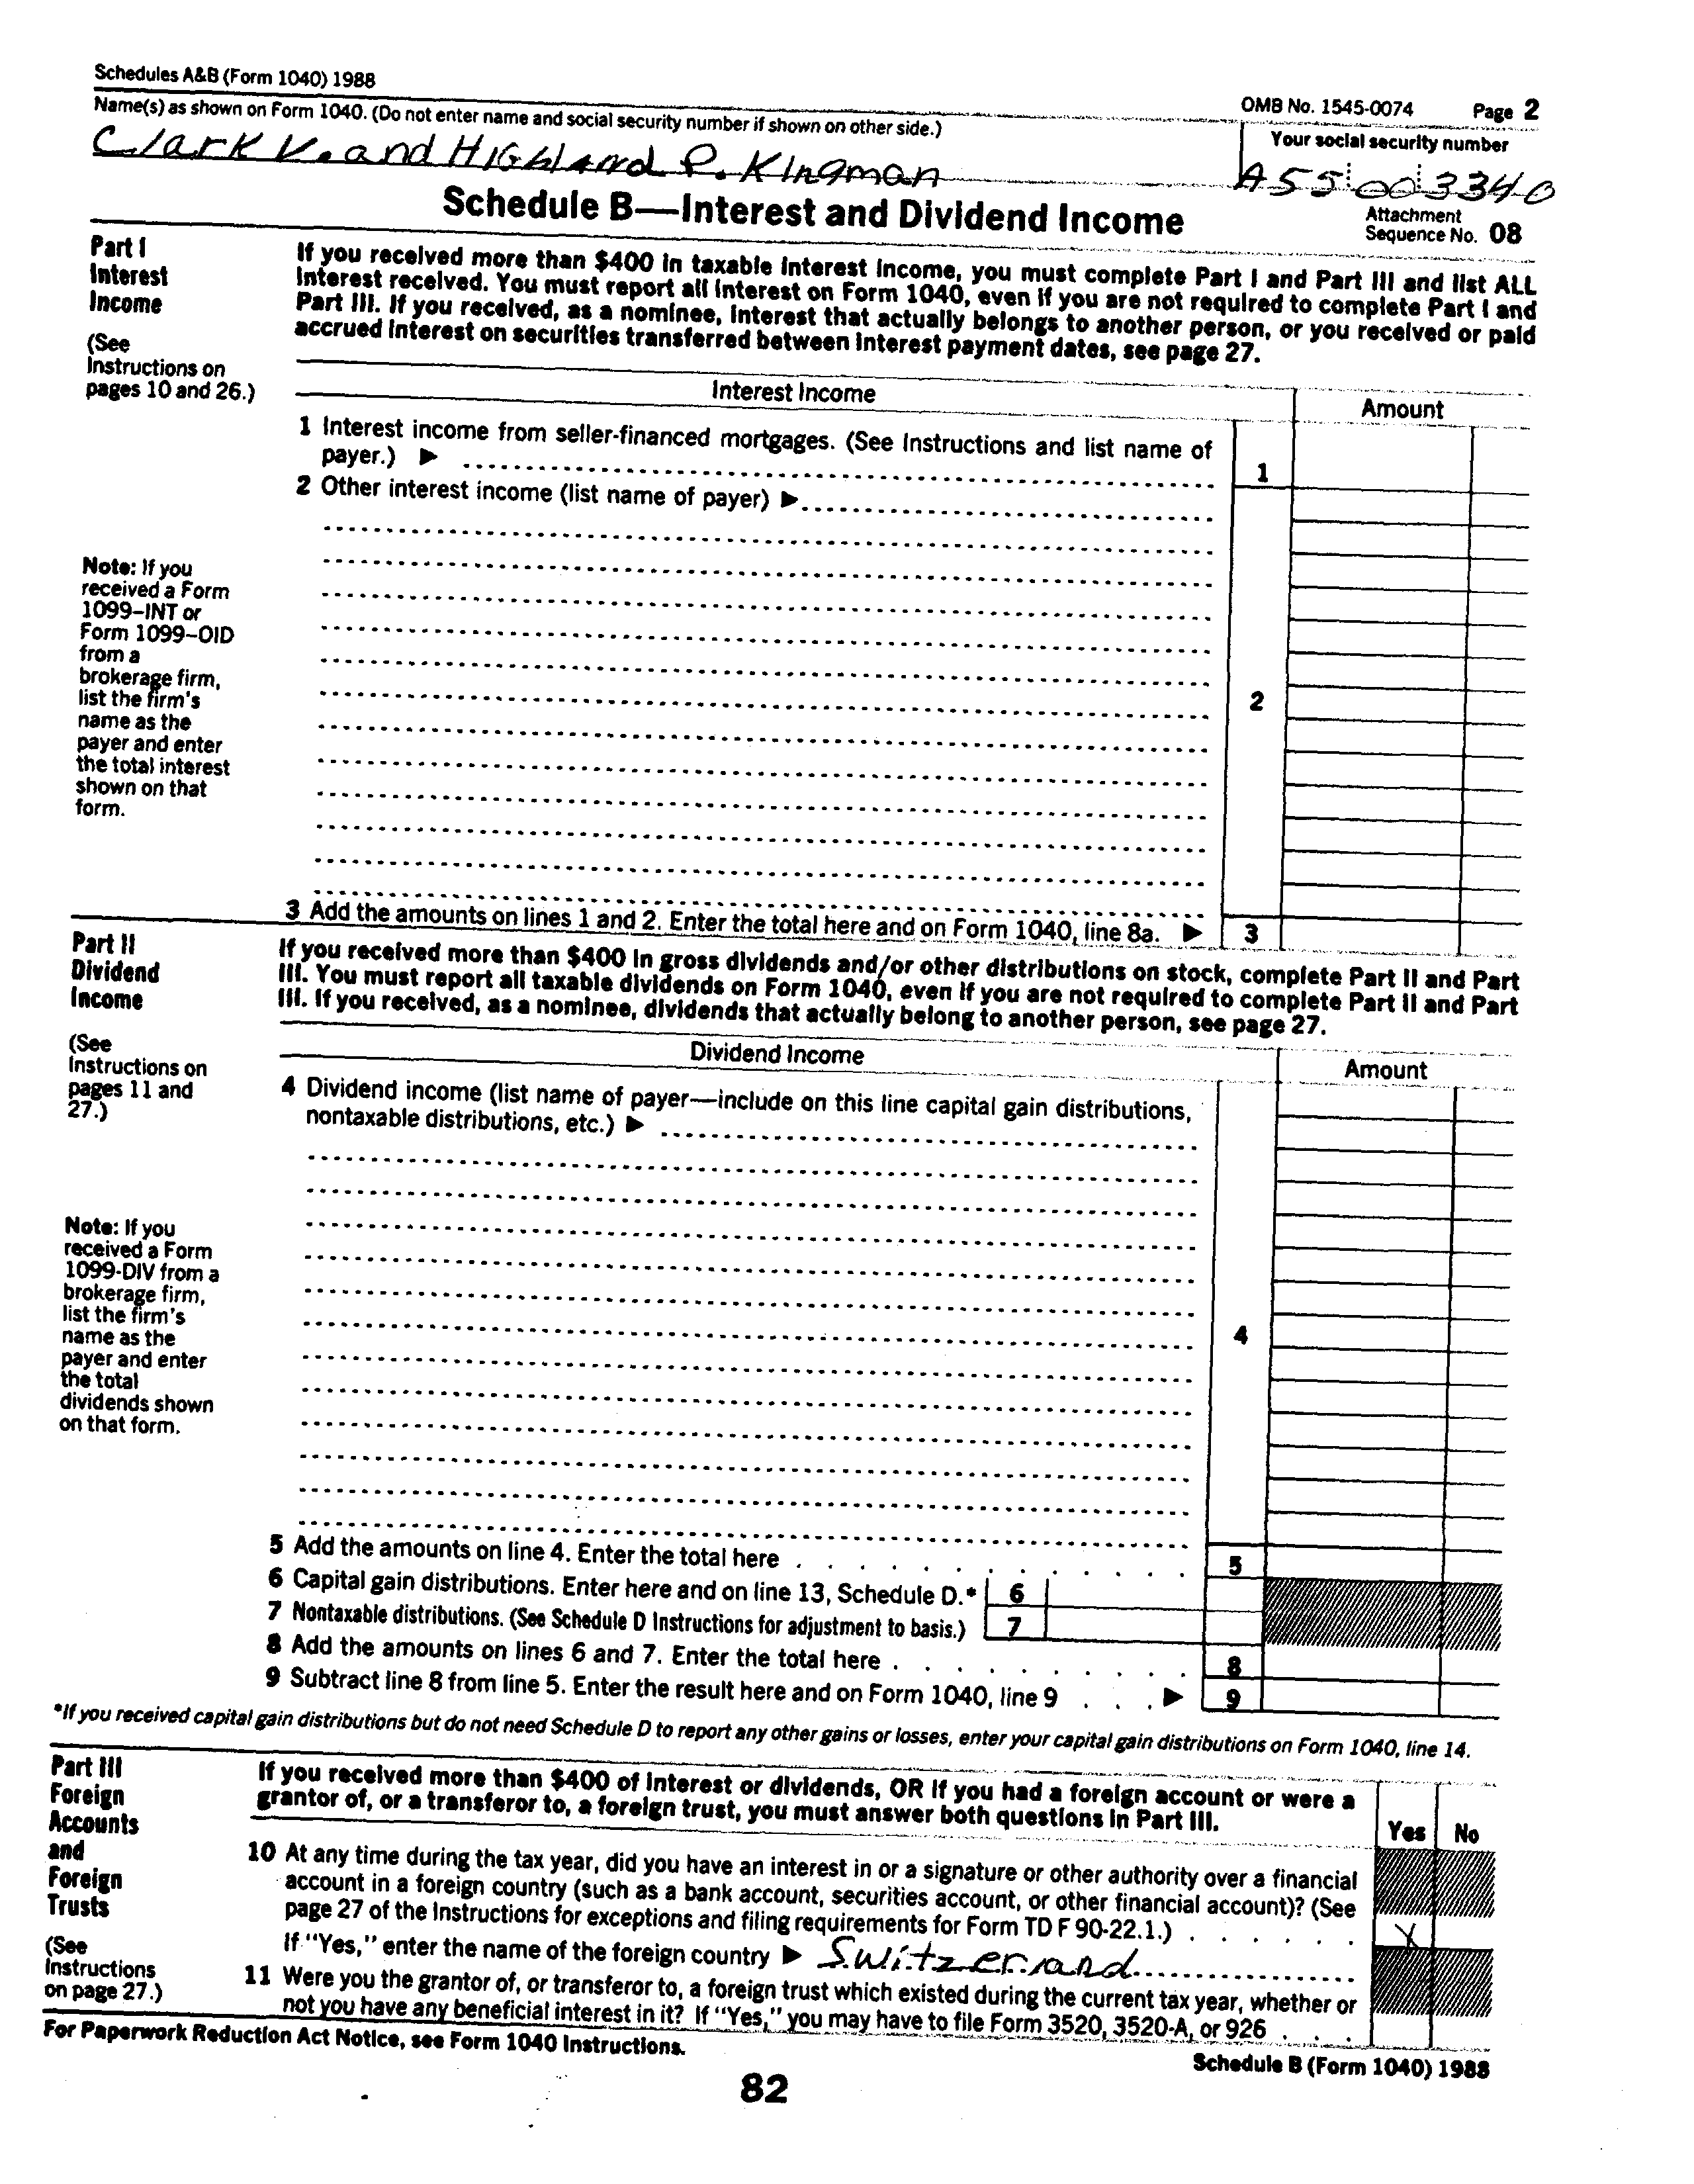 Schedules A&B (Form 1040) 1988
OMB No. 1545-0074 Page 2
Name(s) as shown on Form 1040. (Do not enter name and social security number if shown on other side.)
Your social security number
Clark V. and Highland P. Kingman
A55 00 3340
Schedule B—Interest and Dividend Income
Attachment
Sequence No. 08
Part I
Interest
Income
(See
Instructions on
pages 10 and 26.)
If you received more than $400 in taxable interest income, you must complete Part I and Part III and list ALL
interest received. You must report all interest on Form 1040, even if you are not required to complete Part I and
Part III. If you received, as a nominee, interest that actually belongs to another person, or you received or paid
accrued interest on securities transferred between interest payment dates, see page 27.
Interest Income
Amount
1 Interest income from seller-financed mortgages. (See Instructions and list name of
payer.) ▶
1
2 Other interest income (list name of payer) ▶
Note: If you
received a Form
1099–INT or
Form 1099–OID
from a
brokerage firm,
list the firm's
name as the
payer and enter
the total interest
shown on that
form.
2
3 Add the amounts on lines 1 and 2. Enter the total here and on Form 1040, line 8a. ▶ 3
Part II
Dividend
Income
(See
Instructions on
pages 11 and
27.)
If you received more than $400 in gross dividends and/or other distributions on stock, complete Part II and Part
III. You must report all taxable dividends on Form 1040, even if you are not required to complete Part II and Part
III. If you received, as a nominee, dividends that actually belong to another person, see page 27.
Dividend Income
Amount
4 Dividend income (list name of payer—include on this line capital gain distributions,
nontaxable distributions, etc.) ▶
Note: If you
received a Form
1099-DIV from a
brokerage firm,
list the firm's
name as the
payer and enter
the total
dividends shown
on that form.
4
5 Add the amounts on line 4. Enter the total here . . . . . . . . . . 5
6 Capital gain distributions. Enter here and on line 13, Schedule D.* 6
7 Nontaxable distributions. (See Schedule D Instructions for adjustment to basis.) 7
8 Add the amounts on lines 6 and 7. Enter the total here . . . . . . . . . 8
9 Subtract line 8 from line 5. Enter the result here and on Form 1040, line 9 . . . ▶ 9
*If you received capital gain distributions but do not need Schedule D to report any other gains or losses, enter your capital gain distributions on Form 1040, line 14.
Part III
Foreign
Accounts
and
Foreign
Trusts
(See
Instructions
on page 27.)
If you received more than $400 of interest or dividends, OR if you had a foreign account or were a
grantor of, or a transferor to, a foreign trust, you must answer both questions in Part III.
Yes No
10 At any time during the tax year, did you have an interest in or a signature or other authority over a financial
account in a foreign country (such as a bank account, securities account, or other financial account)? (See
page 27 of the Instructions for exceptions and filing requirements for Form TD F 90-22.1.) . . . . . . X
If "Yes," enter the name of the foreign country ▶ Switzerland
11 Were you the grantor of, or transferor to, a foreign trust which existed during the current tax year, whether or
not you have any beneficial interest in it? If "Yes," you may have to file Form 3520, 3520-A, or 926 . . .
For Paperwork Reduction Act Notice, see Form 1040 Instructions.
Schedule B (Form 1040) 1988
82